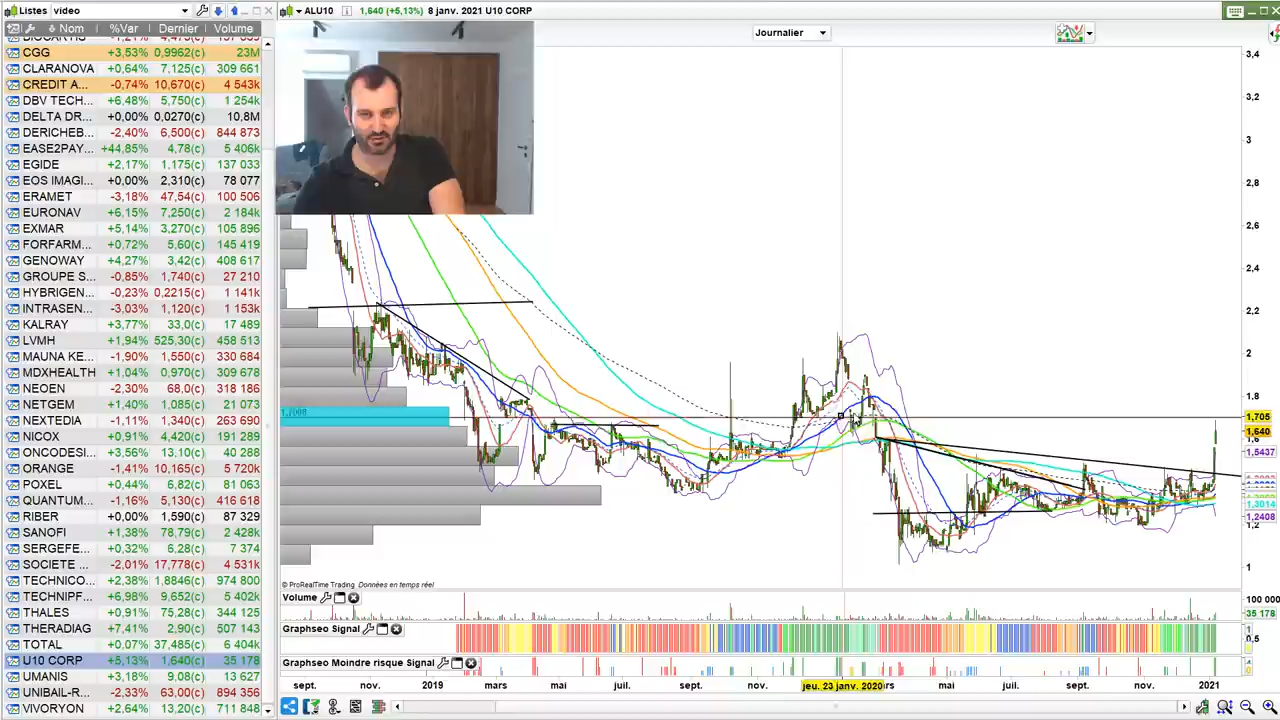 Listes video
Nom %Var Dernier Volume
CGG +3,53% 0,9962(c) 23M
CLARANOVA +0,64% 7,125(c) 309 661
CREDIT A... -0,74% 10,670(c) 4 543k
DBV TECH... +6,48% 5,750(c) 1 254k
DELTA DR... +0,00% 0,0270(c) 10,8M
DERICHEB... -2,40% 6,500(c) 844 873
EASE2PAY... +44,85% 4,78(c) 5 406k
EGIDE +2,17% 1,175(c) 137 033
EOS IMAGI... +0,00% 2,310(c) 78 077
ERAMET -3,18% 47,54(c) 100 506
EURONAV +6,15% 7,250(c) 2 184k
EXMAR +5,14% 3,270(c) 105 896
FORFARM... +0,72% 5,60(c) 145 419
GENOWAY +4,27% 3,42(c) 408 617
GROUPE S... -0,85% 1,740(c) 27 210
HYBRIGEN... -0,23% 0,2215(c) 1 141k
INTRASEN... -3,03% 1,120(c) 1 153k
KALRAY +3,77% 33,0(c) 17 489
LVMH +1,94% 525,30(c) 458 513
MAUNA KE... -1,90% 1,550(c) 330 684
MDXHEALTH +1,04% 0,970(c) 309 678
NEOEN -2,30% 68,0(c) 318 186
NETGEM +1,40% 1,085(c) 21 073
NEXTEDIA -1,11% 1,340(c) 263 690
NICOX +0,91% 4,420(c) 191 289
ONCODESI... +3,56% 13,10(c) 40 288
ORANGE -1,41% 10,165(c) 5 720k
POXEL +0,44% 6,82(c) 81 063
QUANTUM... -1,16% 5,130(c) 416 618
RIBER +0,00% 1,590(c) 87 329
SANOFI +1,38% 78,79(c) 2 428k
SERGEFE... +0,32% 6,28(c) 7 374
SOCIETE ... -2,01% 17,778(c) 4 531k
TECHNICO... +2,38% 1,8846(c) 974 800
TECHNIPF... +6,98% 9,652(c) 5 402k
THALES +0,91% 75,28(c) 344 125
THERADIAG +7,41% 2,90(c) 507 143
TOTAL +0,07% 37,485(c) 6 404k
U10 CORP +5,13% 1,640(c) 35 178
UMANIS +3,18% 9,08(c) 13 627
UNIBAIL-R... -2,33% 63,00(c) 894 356
VIVORYON +2,64% 13,20(c) 711 848
ALU10 1,640 (+5,13%) 8 janv. 2021 U10 CORP
Journalier
3,4
3,2
3
2,8
2,6
2,4
2,2
2
1,8
1,705
1,640
1,5437
1,3014
1,2408
1
1,7008
© ProRealTime Trading Données en temps réel
Volume
100 000
35 178
Graphseo Signal
1
0,5
Graphseo Moindre risque Signal
sept. nov. 2019 mars mai juil. sept. nov. jeu. 23 janv. 2020 mai juil. sept. nov. 2021